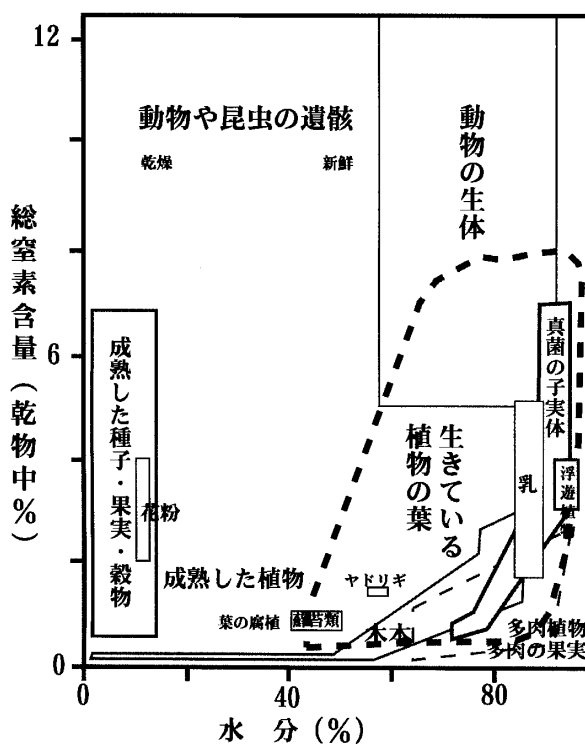 12
動物や昆虫の遺骸
乾燥
新鮮
動物の生体
総窒素含量（乾物中%）
6
成熟した種子・果実・穀物
花粉
真菌の子実体
生きている
植物の葉
乳
浮遊植物
成熟した植物
ヤドリギ
葉の腐植
蘚苔類
木本
多肉植物
多肉の果実
0
0
40
80
水 分（%）